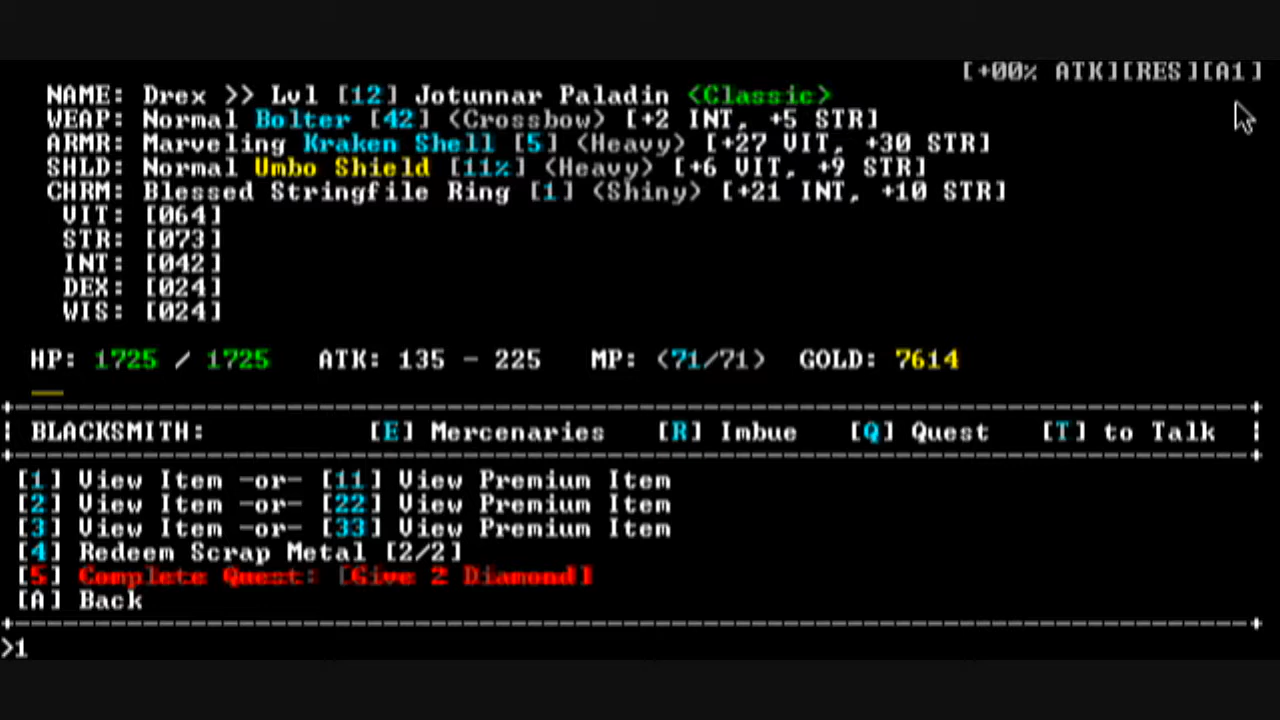 [+00% ATK][RES][A1]
NAME: Drex >> Lvl [12] Jotunnar Paladin <Classic>
WEAP: Normal Bolter [42] <Crossbow> [+2 INT, +5 STR]
ARMR: Marveling Kraken Shell [5] <Heavy> [+27 VIT, +30 STR]
SHLD: Normal Umbo Shield [11%] <Heavy> [+6 VIT, +9 STR]
CHRM: Blessed Stringfile Ring [1] <Shiny> [+21 INT, +10 STR]
VIT: [064]
STR: [073]
INT: [042]
DEX: [024]
WIS: [024]
HP: 1725 / 1725 ATK: 135 - 225 MP: <71/71> GOLD: 7614
BLACKSMITH: [E] Mercenaries [R] Imbue [Q] Quest [T] to Talk
[1] View Item -or- [11] View Premium Item
[2] View Item -or- [22] View Premium Item
[3] View Item -or- [33] View Premium Item
[4] Redeem Scrap Metal [2/2]
[5] Complete Quest: [Give 2 Diamond]
[A] Back
>1